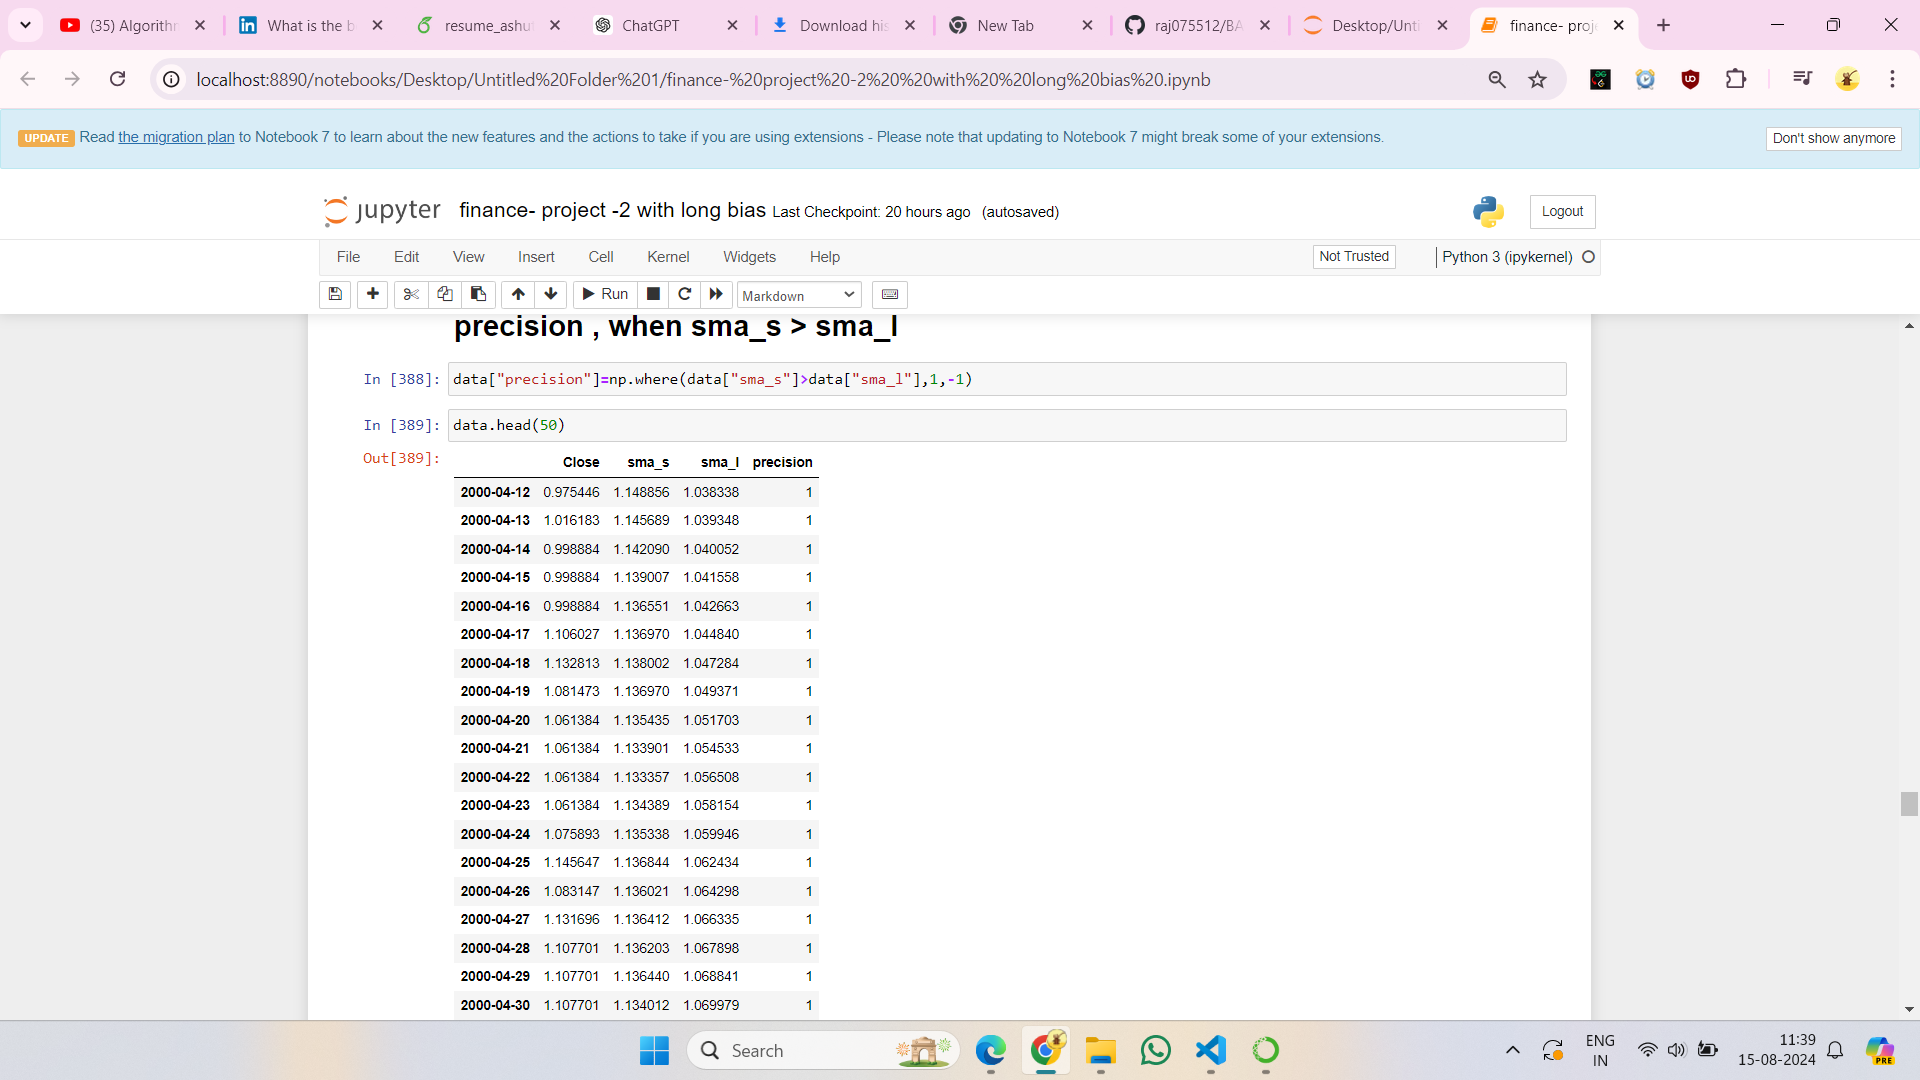 (35) Algorithm
What is the b
resume_ashu
ChatGPT
Download his
New Tab
raj075512/BA
Desktop/Unti
finance- proj
localhost:8890/notebooks/Desktop/Untitled%20Folder%201/finance-%20project%20-2%20%20with%20%20long%20bias%20.ipynb
UPDATE Read the migration plan to Notebook 7 to learn about the new features and the actions to take if you are using extensions - Please note that updating to Notebook 7 might break some of your extensions.
Don't show anymore
jupyter finance- project -2 with long bias Last Checkpoint: 20 hours ago (autosaved)
Logout
File Edit View Insert Cell Kernel Widgets Help
Not Trusted
Python 3 (ipykernel)
Run
Markdown
precision , when sma_s > sma_l
In [388]: data["precision"]=np.where(data["sma_s"]>data["sma_l"],1,-1)
In [389]: data.head(50)
Out[389]:
Close sma_s sma_l precision
2000-04-12 0.975446 1.148856 1.038338 1
2000-04-13 1.016183 1.145689 1.039348 1
2000-04-14 0.998884 1.142090 1.040052 1
2000-04-15 0.998884 1.139007 1.041558 1
2000-04-16 0.998884 1.136551 1.042663 1
2000-04-17 1.106027 1.136970 1.044840 1
2000-04-18 1.132813 1.138002 1.047284 1
2000-04-19 1.081473 1.136970 1.049371 1
2000-04-20 1.061384 1.135435 1.051703 1
2000-04-21 1.061384 1.133901 1.054533 1
2000-04-22 1.061384 1.133357 1.056508 1
2000-04-23 1.061384 1.134389 1.058154 1
2000-04-24 1.075893 1.135338 1.059946 1
2000-04-25 1.145647 1.136844 1.062434 1
2000-04-26 1.083147 1.136021 1.064298 1
2000-04-27 1.131696 1.136412 1.066335 1
2000-04-28 1.107701 1.136203 1.067898 1
2000-04-29 1.107701 1.136440 1.068841 1
2000-04-30 1.107701 1.134012 1.069979 1
Search
ENG
IN
11:39
15-08-2024
PRE